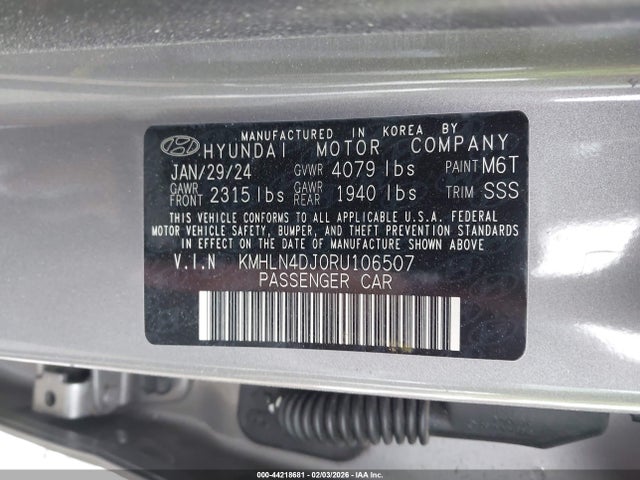 MANUFACTURED IN KOREA BY
HYUNDAI MOTOR COMPANY
JAN/29/24 GVWR 4079 lbs PAINT M6T
GAWR FRONT 2315 lbs GAWR REAR 1940 lbs TRIM SSS
THIS VEHICLE CONFORMS TO ALL APPLICABLE U.S.A. FEDERAL
MOTOR VEHICLE SAFETY, BUMPER, AND THEFT PREVENTION STANDARDS
IN EFFECT ON THE DATE OF MANUFACTURE SHOWN ABOVE
V.I.N KMHLN4DJ0RU106507
PASSENGER CAR
000-44218681 - 02/03/2026 - IAA Inc.